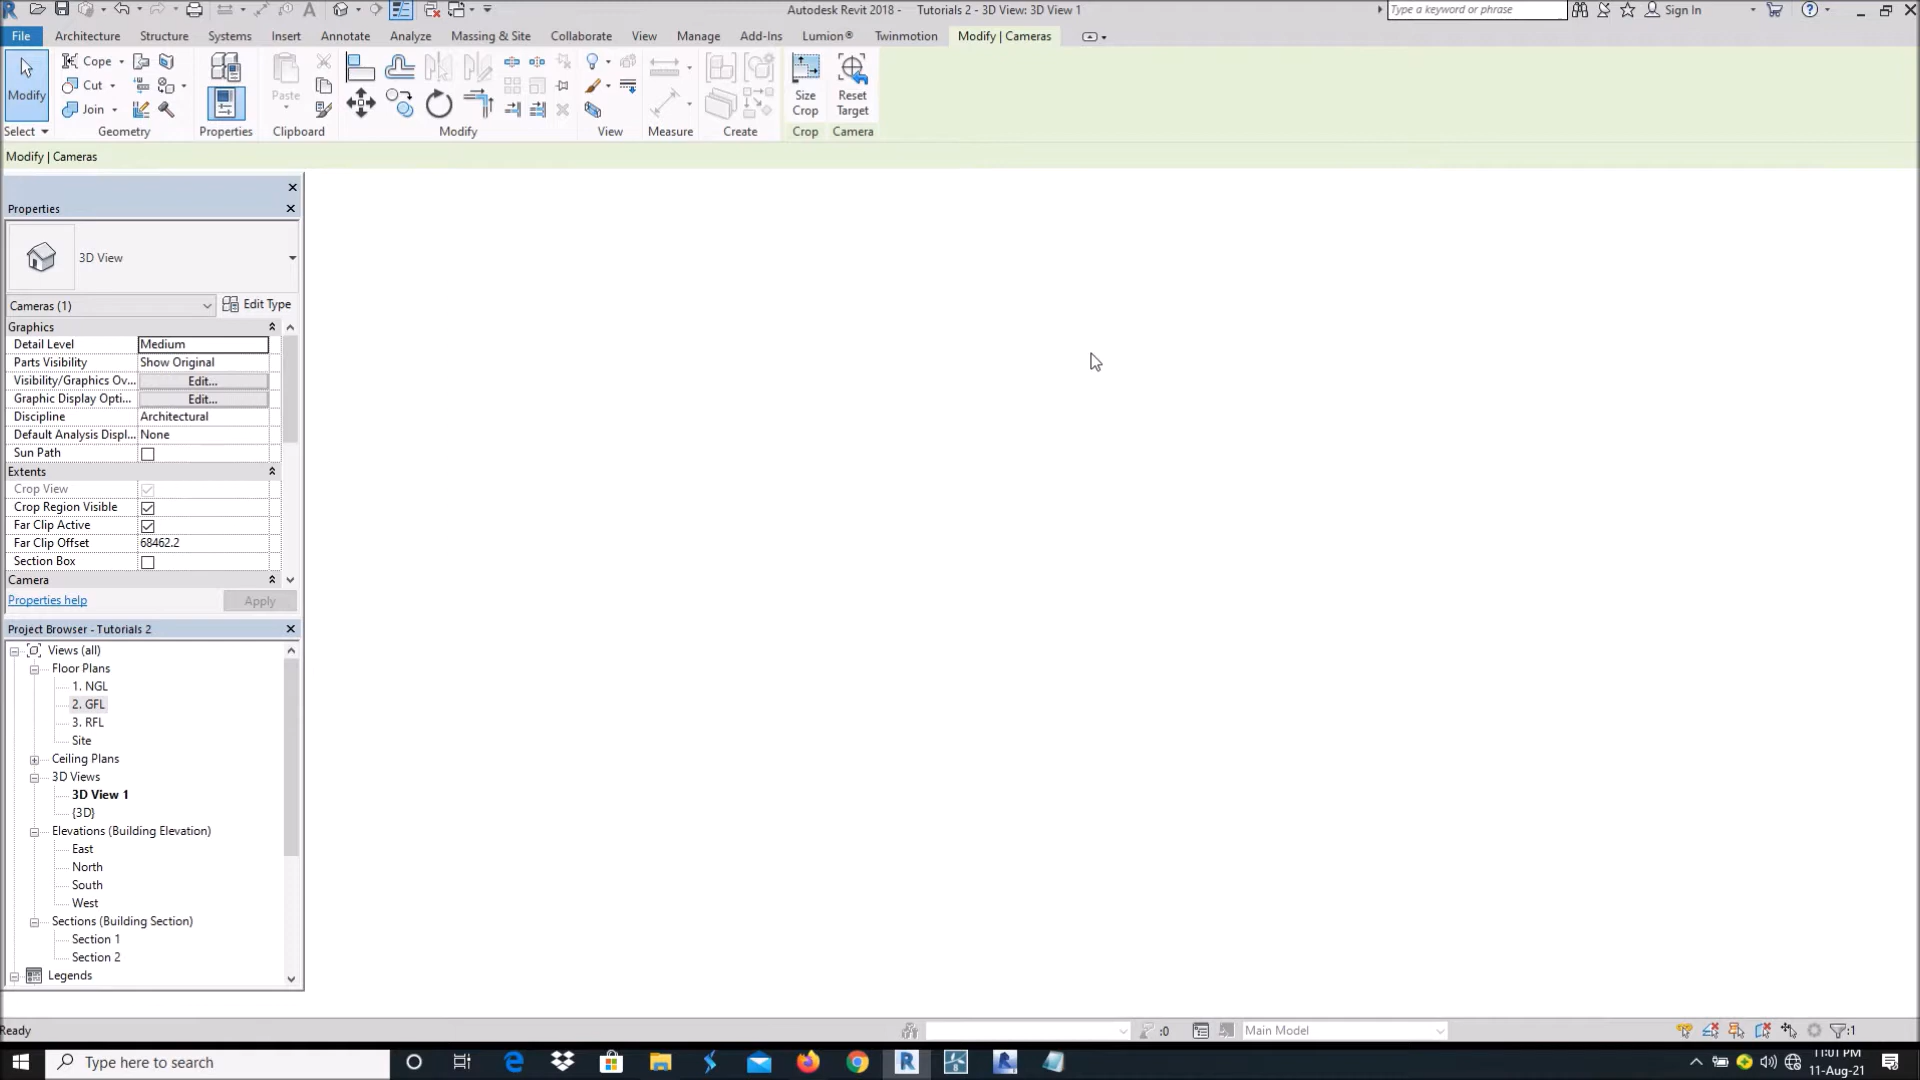 Autodesk Revit 2018 - Tutorials 2 - 3D View: 3D View 1
Type a keyword or phrase
Sign In
File Architecture Structure Systems Insert Annotate Analyze Massing & Site Collaborate View Manage Add-Ins Lumion® Twinmotion Modify | Cameras
Modify
Cope
Cut
Join
Paste
Size Crop
Reset Target
Select Geometry Properties Clipboard Modify View Measure Create Crop Camera
Modify | Cameras
Properties
3D View
Cameras (1) Edit Type
Graphics
Detail Level Medium
Parts Visibility Show Original
Visibility/Graphics Ov... Edit...
Graphic Display Opti... Edit...
Discipline Architectural
Default Analysis Displ... None
Sun Path
Extents
Crop View
Crop Region Visible
Far Clip Active
Far Clip Offset 68462.2
Section Box
Camera
Properties help Apply
Project Browser - Tutorials 2
Views (all)
Floor Plans
1. NGL
2. GFL
3. RFL
Site
Ceiling Plans
3D Views
3D View 1
{3D}
Elevations (Building Elevation)
East
North
South
West
Sections (Building Section)
Section 1
Section 2
Legends
Ready :0 Main Model :1
Type here to search
11:01 PM
11-Aug-21